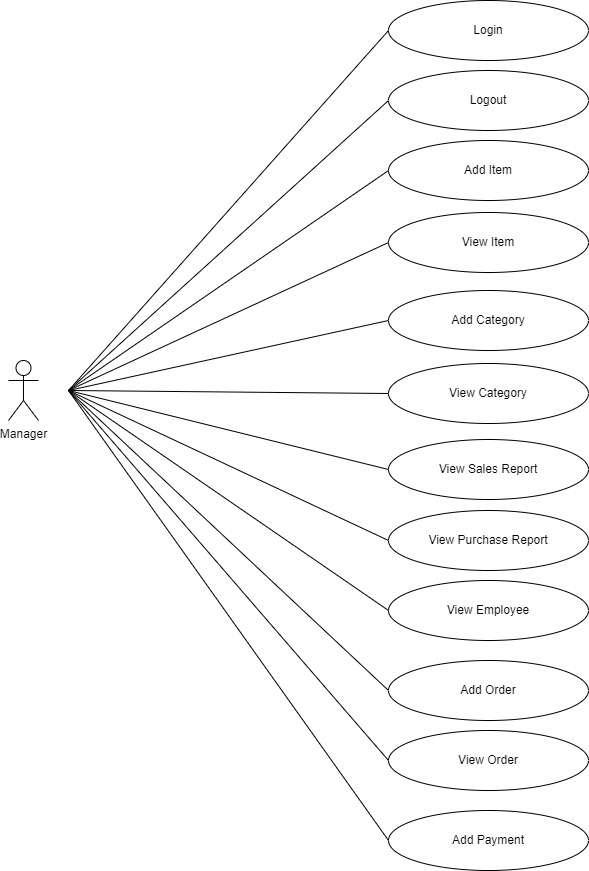 Login
Logout
Add Item
View Item
Add Category
View Category
Manager
View Sales Report
View Purchase Report
View Employee
Add Order
View Order
Add Payment